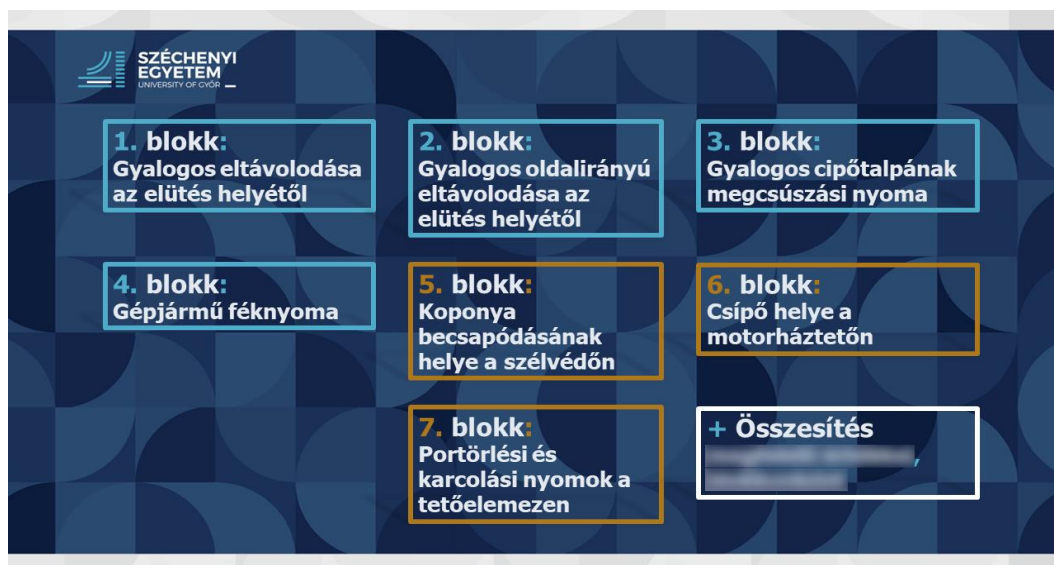 SZÉCHENYI
EGYETEM
UNIVERSITY OF GYŐR
1. blokk:
Gyalogos eltávolodása
az elütés helyétől
2. blokk:
Gyalogos oldalirányú
eltávolodása az
elütés helyétől
3. blokk:
Gyalogos cipőtalpának
megcsúszási nyoma
4. blokk:
Gépjármű féknyoma
5. blokk:
Koponya
becsapódásának
helye a szélvédőn
6. blokk:
Csípő helye a
motorháztetőn
7. blokk:
Portörlési és
karcolási nyomok a
tetőelemezen
+ Összesítés